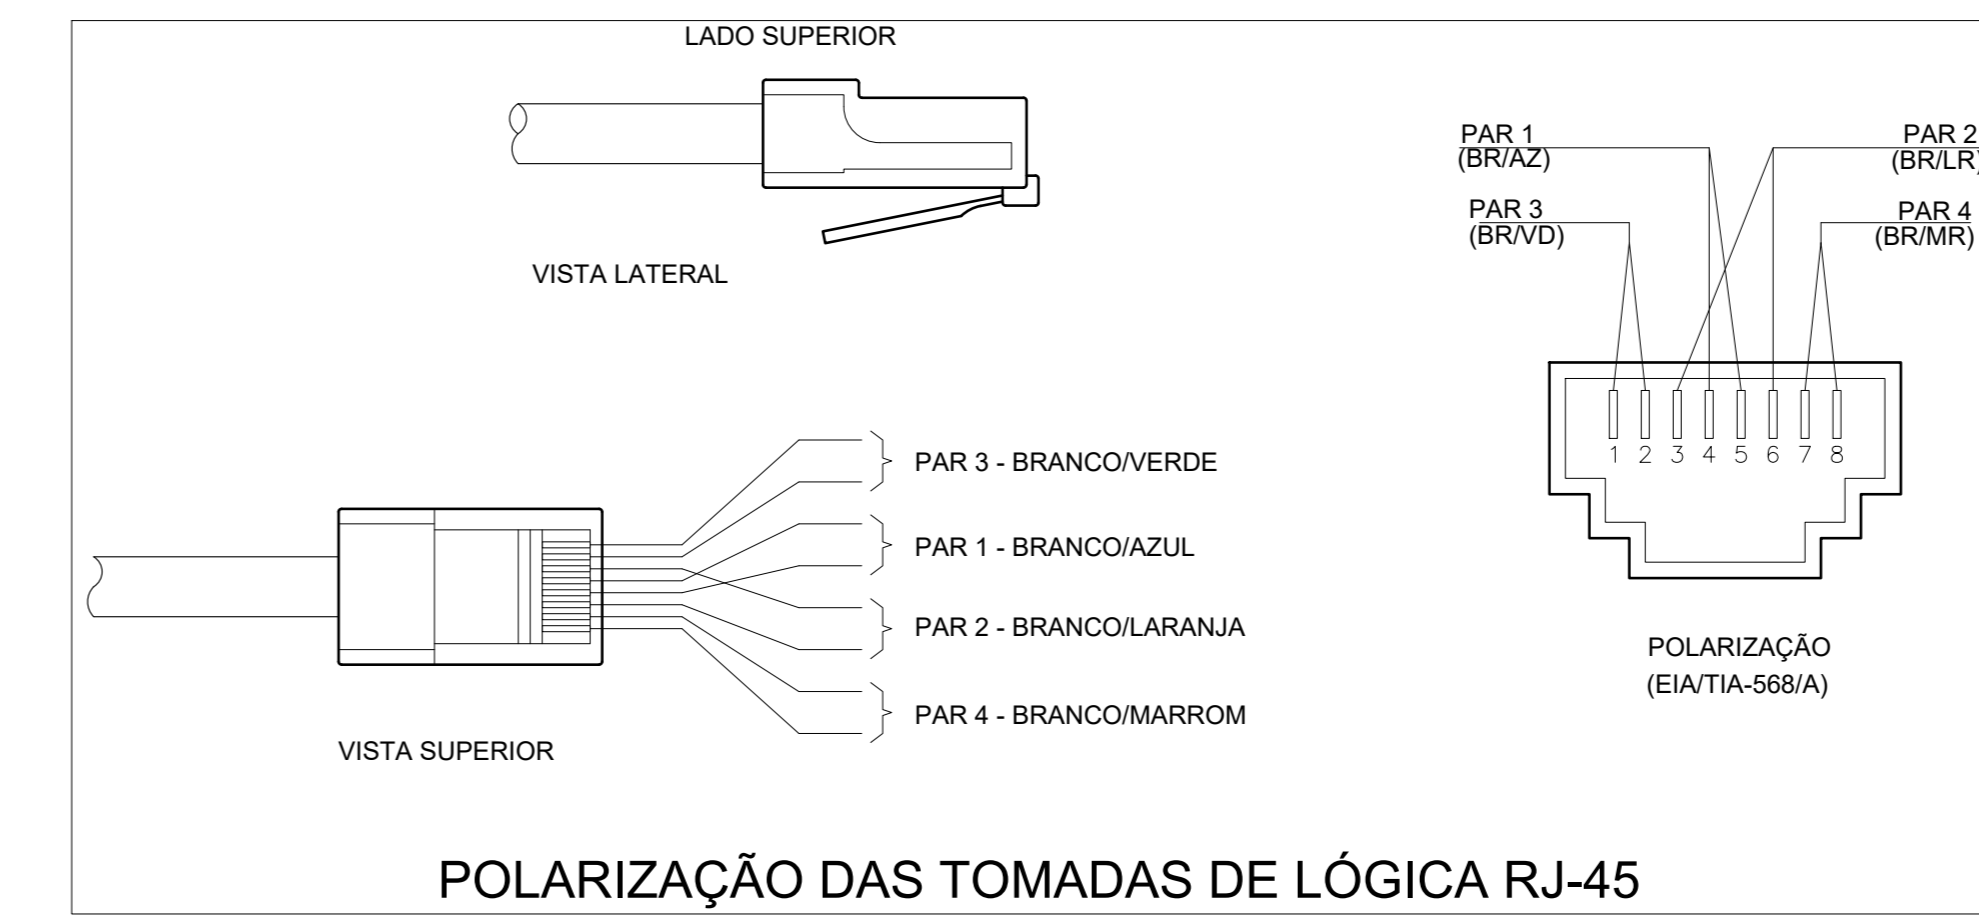 LADO SUPERIOR
VISTA LATERAL
PAR 1
(BR/AZ)
PAR 2
(BR/LR)
PAR 3
(BR/VD)
PAR 4
(BR/MR)
1 2 3 4 5 6 7 8
PAR 3 - BRANCO/VERDE
PAR 1 - BRANCO/AZUL
PAR 2 - BRANCO/LARANJA
PAR 4 - BRANCO/MARROM
VISTA SUPERIOR
POLARIZAÇÃO
(EIA/TIA-568/A)
POLARIZAÇÃO DAS TOMADAS DE LÓGICA RJ-45